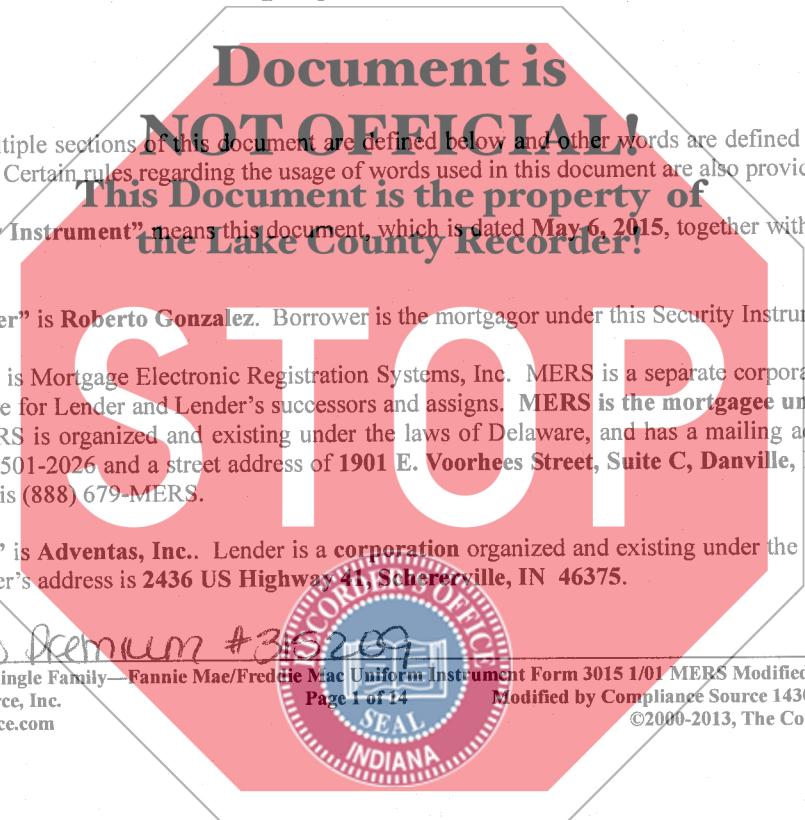 Document is
NOT OFFICIAL!
tiple sections of this document are defined below and other words are defined
Certain rules regarding the usage of words used in this document are also provid
This Document is the property of
Instrument” means this document, which is dated May 6, 2015, together with
the Lake County Recorder!
er” is Roberto Gonzalez. Borrower is the mortgagor under this Security Instrum
STOP
is Mortgage Electronic Registration Systems, Inc. MERS is a separate corpora
e for Lender and Lender’s successors and assigns. MERS is the mortgagee un
RS is organized and existing under the laws of Delaware, and has a mailing ad
501-2026 and a street address of 1901 E. Voorhees Street, Suite C, Danville,
is (888) 679-MERS.
” is Adventas, Inc.. Lender is a corporation organized and existing under the
er’s address is 2436 US Highway 41, Schererville, IN 46375.
Premium #315209
ingle Family—Fannie Mae/Freddie Mac Uniform Instrument Form 3015 1/01 MERS Modified
rce, Inc. Page 1 of 14 Modified by Compliance Source 1430
ce.com ©2000-2013, The Co
RECORDER'S OFFICE
SEAL
INDIANA